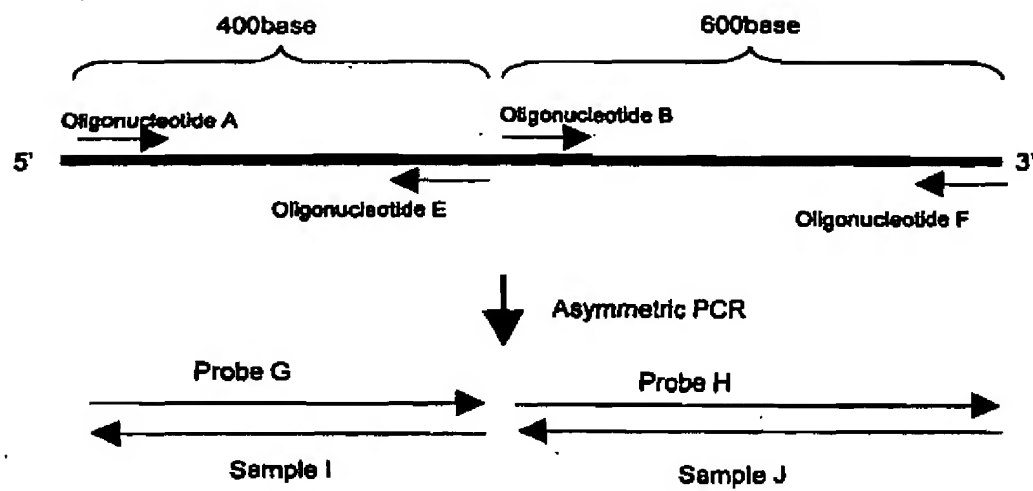 400base 600base
Oligonucleotide A Oligonucleotide B
5' 3'
Oligonucleotide E Oligonucleotide F
Asymmetric PCR
Probe G Probe H
Sample I Sample J